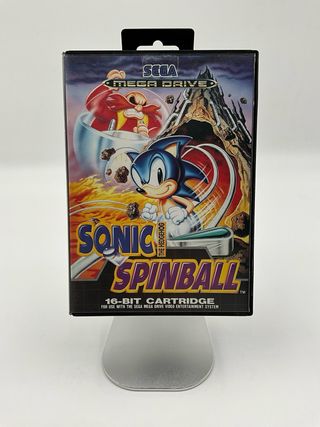 SEGA
MEGA DRIVE
SONIC
THE HEDGEHOG
SPINBALL
TM
16-BIT CARTRIDGE
FOR USE WITH THE SEGA MEGA DRIVE VIDEO ENTERTAINMENT SYSTEM